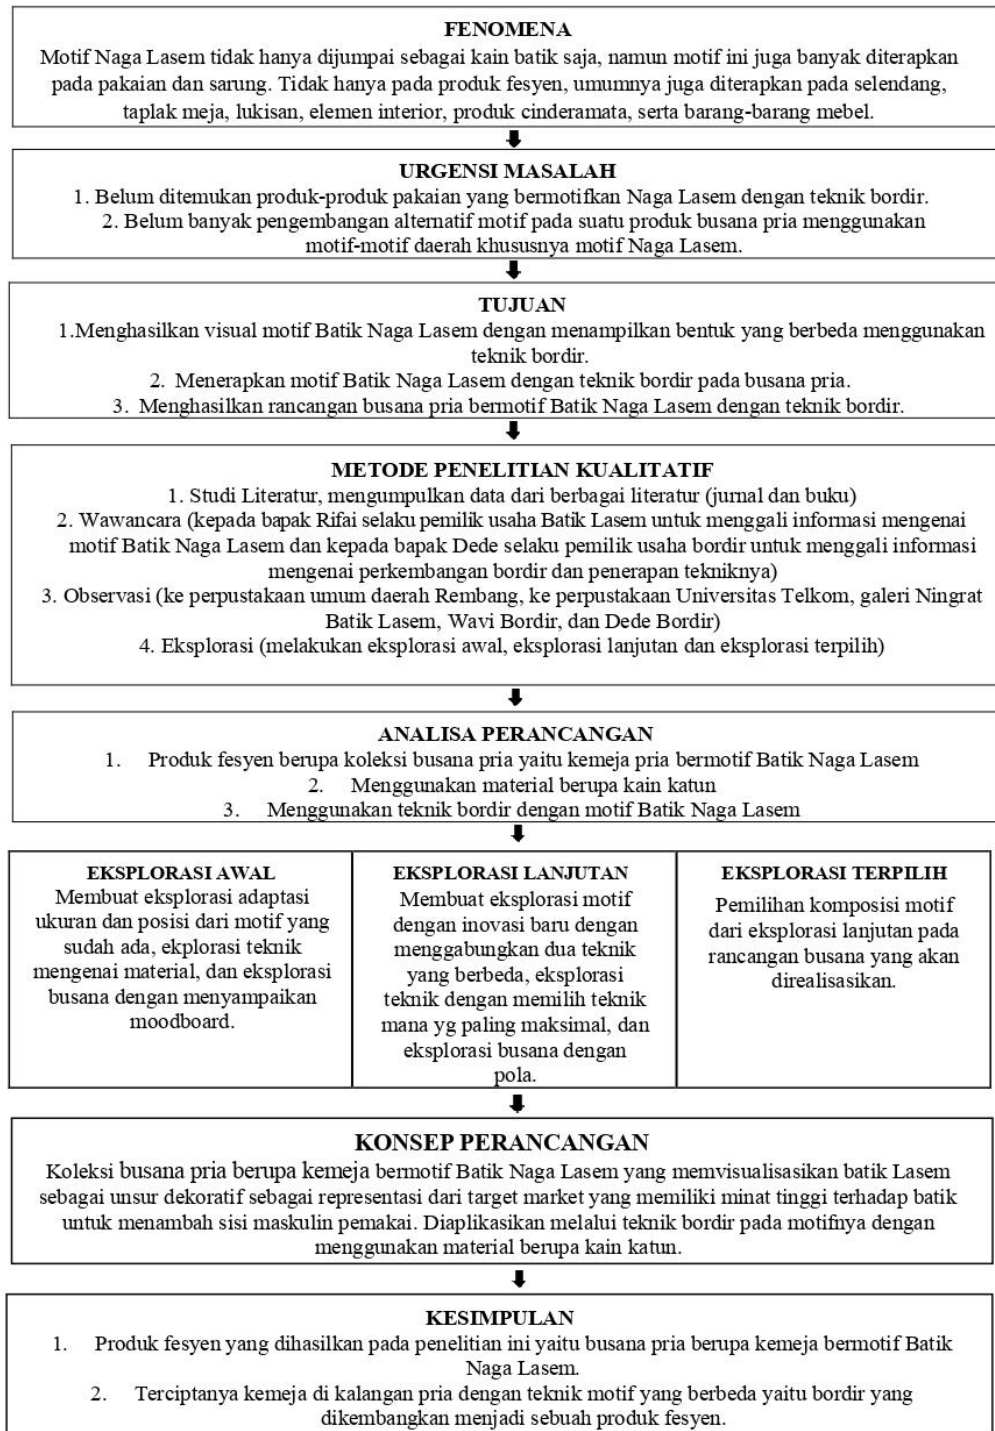 FENOMENA
Motif Naga Lasem tidak hanya dijumpai sebagai kain batik saja, namun motif ini juga banyak diterapkan
pada pakaian dan sarung. Tidak hanya pada produk fesyen, umumnya juga diterapkan pada selendang,
taplak meja, lukisan, elemen interior, produk cinderamata, serta barang-barang mebel.
URGENSI MASALAH
1. Belum ditemukan produk-produk pakaian yang bermotifkan Naga Lasem dengan teknik bordir.
2. Belum banyak pengembangan alternatif motif pada suatu produk busana pria menggunakan
motif-motif daerah khususnya motif Naga Lasem.
TUJUAN
1.Menghasilkan visual motif Batik Naga Lasem dengan menampilkan bentuk yang berbeda menggunakan
teknik bordir.
2. Menerapkan motif Batik Naga Lasem dengan teknik bordir pada busana pria.
3. Menghasilkan rancangan busana pria bermotif Batik Naga Lasem dengan teknik bordir.
METODE PENELITIAN KUALITATIF
1. Studi Literatur, mengumpulkan data dari berbagai literatur (jurnal dan buku)
2. Wawancara (kepada bapak Rifai selaku pemilik usaha Batik Lasem untuk menggali informasi mengenai
motif Batik Naga Lasem dan kepada bapak Dede selaku pemilik usaha bordir untuk menggali informasi
mengenai perkembangan bordir dan penerapan tekniknya)
3. Observasi (ke perpustakaan umum daerah Rembang, ke perpustakaan Universitas Telkom, galeri Ningrat
Batik Lasem, Wavi Bordir, dan Dede Bordir)
4. Eksplorasi (melakukan eksplorasi awal, eksplorasi lanjutan dan eksplorasi terpilih)
ANALISA PERANCANGAN
1. Produk fesyen berupa koleksi busana pria yaitu kemeja pria bermotif Batik Naga Lasem
2. Menggunakan material berupa kain katun
3. Menggunakan teknik bordir dengan motif Batik Naga Lasem
EKSPLORASI AWAL
Membuat eksplorasi adaptasi
ukuran dan posisi dari motif yang
sudah ada, ekplorasi teknik
mengenai material, dan eksplorasi
busana dengan menyampaikan
moodboard.
EKSPLORASI LANJUTAN
Membuat eksplorasi motif
dengan inovasi baru dengan
menggabungkan dua teknik
yang berbeda, eksplorasi
teknik dengan memilih teknik
mana yg paling maksimal, dan
eksplorasi busana dengan
pola.
EKSPLORASI TERPILIH
Pemilihan komposisi motif
dari eksplorasi lanjutan pada
rancangan busana yang akan
direalisasikan.
KONSEP PERANCANGAN
Koleksi busana pria berupa kemeja bermotif Batik Naga Lasem yang memvisualisasikan batik Lasem
sebagai unsur dekoratif sebagai representasi dari target market yang memiliki minat tinggi terhadap batik
untuk menambah sisi maskulin pemakai. Diaplikasikan melalui teknik bordir pada motifnya dengan
menggunakan material berupa kain katun.
KESIMPULAN
1. Produk fesyen yang dihasilkan pada penelitian ini yaitu busana pria berupa kemeja bermotif Batik
Naga Lasem.
2. Terciptanya kemeja di kalangan pria dengan teknik motif yang berbeda yaitu bordir yang
dikembangkan menjadi sebuah produk fesyen.